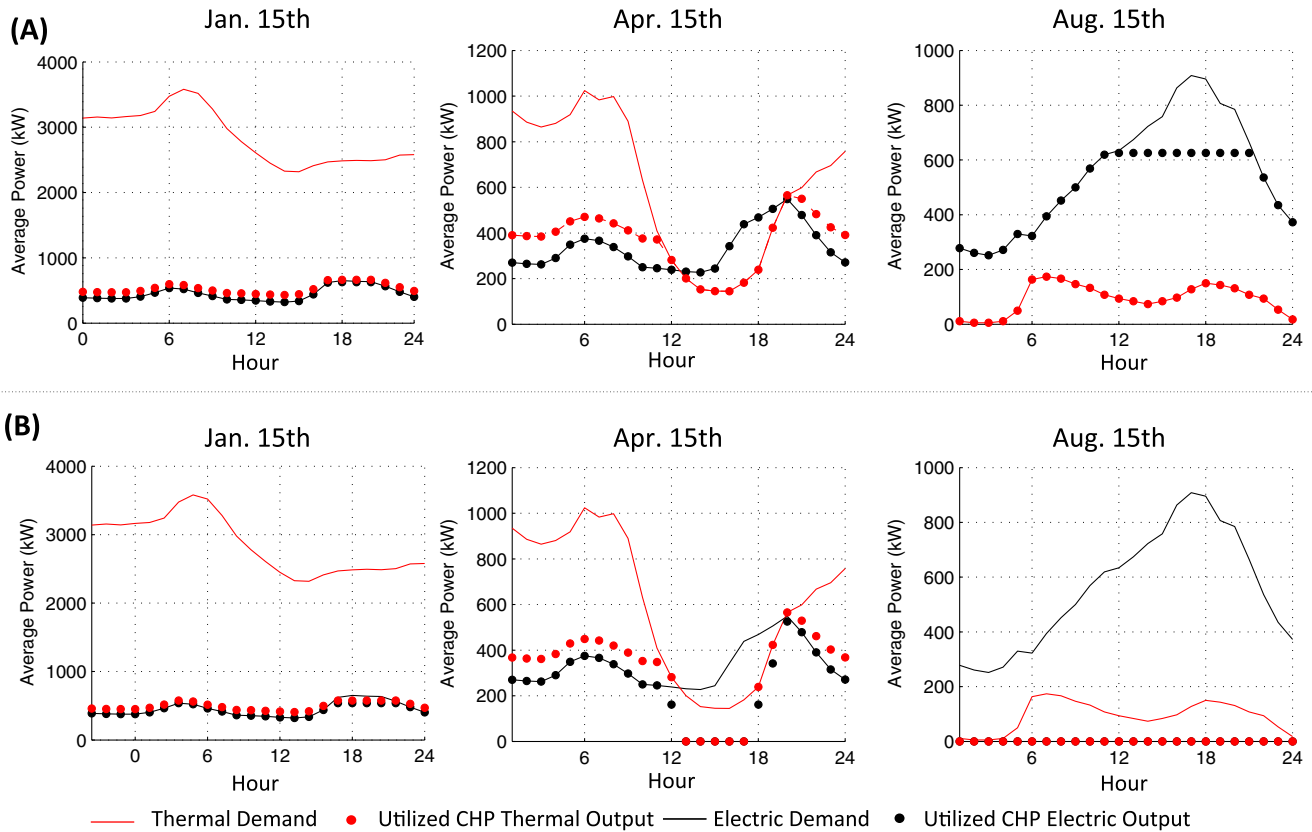 (A)
Jan. 15th
Apr. 15th
Aug. 15th
Average Power (kW)
4000
3000
2000
1000
0
0 6 12 18 24
Hour
Average Power (kW)
1200
1000
800
600
400
200
0
6 12 18 24
Hour
Average Power (kW)
1000
800
600
400
200
0
6 12 18 24
Hour
(B)
Jan. 15th
Apr. 15th
Aug. 15th
Average Power (kW)
4000
3000
2000
1000
0
0 6 12 18 24
Hour
Average Power (kW)
1200
1000
800
600
400
200
0
6 12 18 24
Hour
Average Power (kW)
1000
800
600
400
200
0
6 12 18 24
Hour
Thermal Demand Utilized CHP Thermal Output Electric Demand Utilized CHP Electric Output